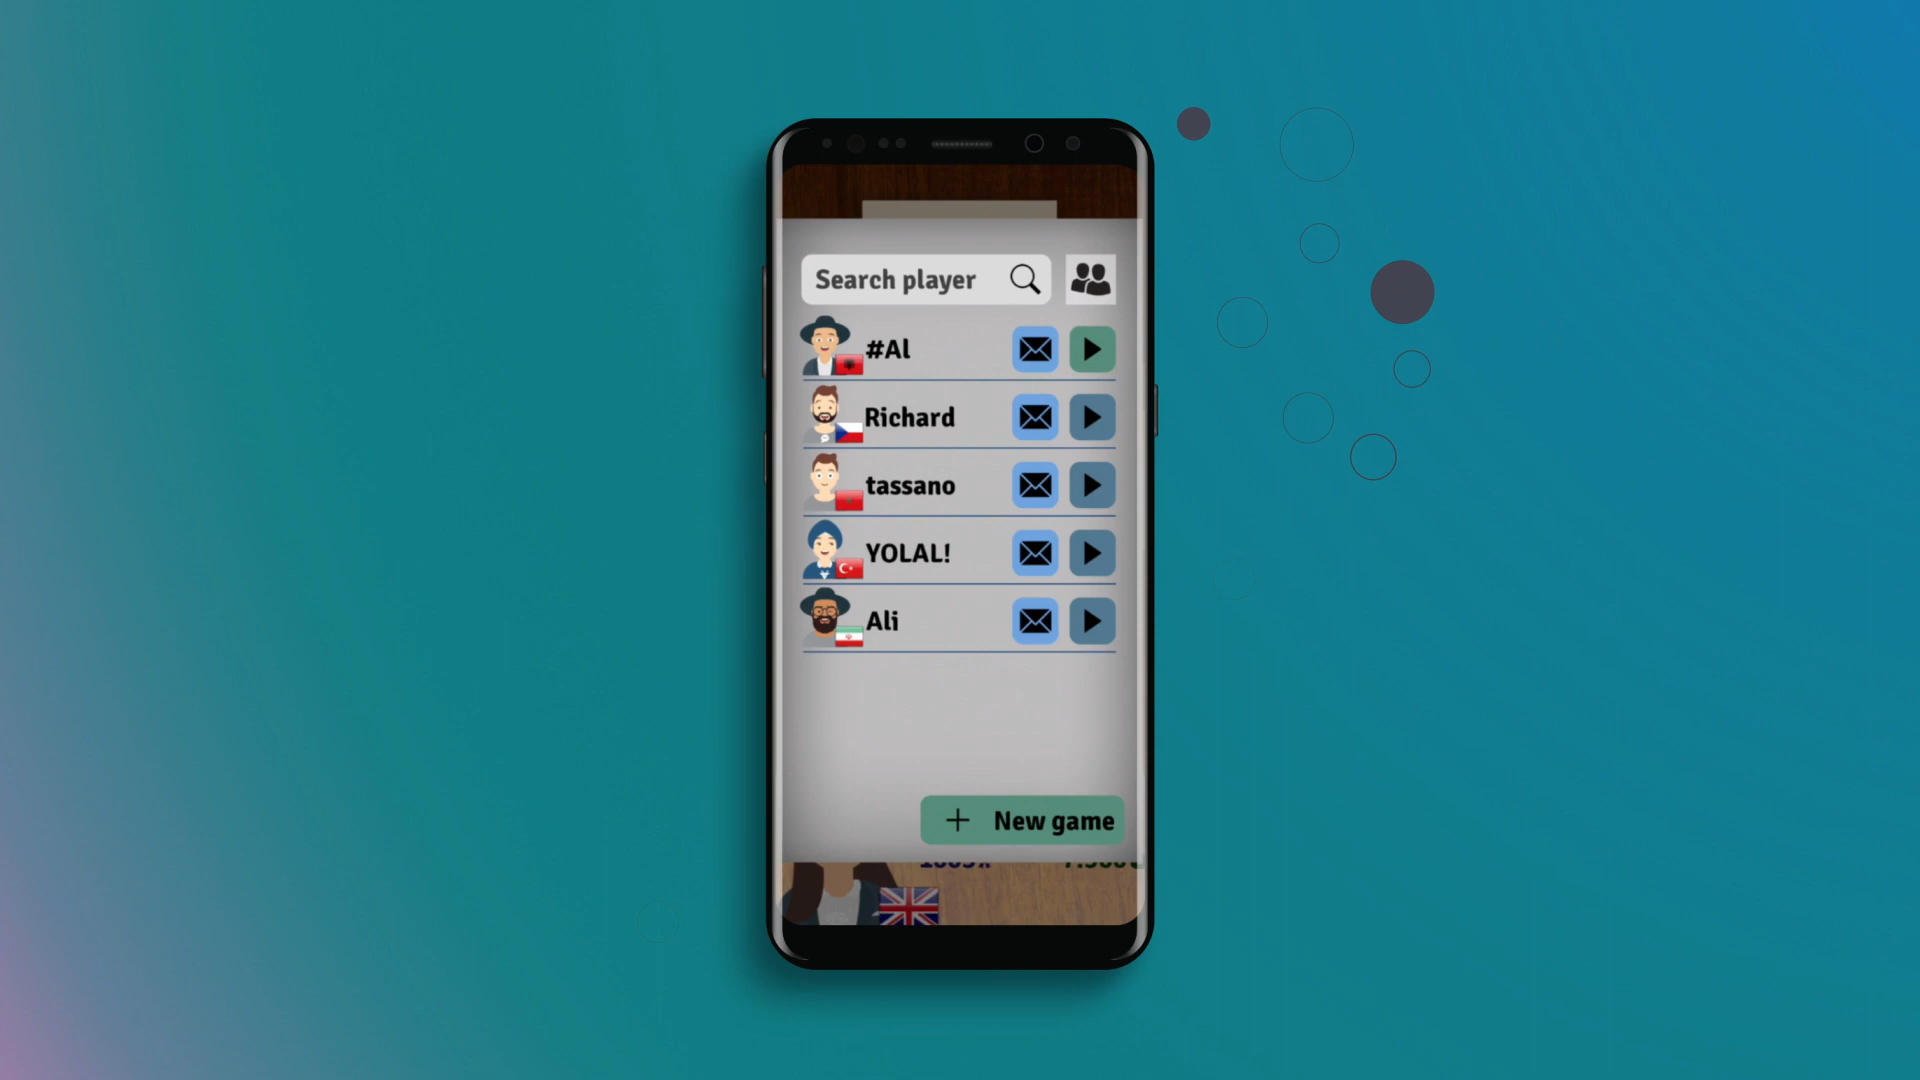 Search player
#Al
Richard
tassano
YOLAL!
Ali
+ New game